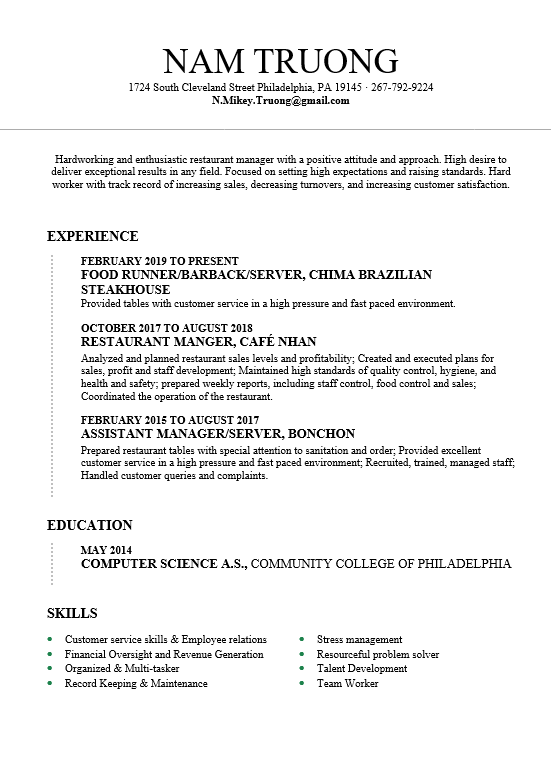 NAM TRUONG
1724 South Cleveland Street Philadelphia, PA 19145 · 267-792-9224
N.Mikey.Truong@gmail.com
Hardworking and enthusiastic restaurant manager with a positive attitude and approach. High desire to
deliver exceptional results in any field. Focused on setting high expectations and raising standards. Hard
worker with track record of increasing sales, decreasing turnovers, and increasing customer satisfaction.
EXPERIENCE
FEBRUARY 2019 TO PRESENT
FOOD RUNNER/BARBACK/SERVER, CHIMA BRAZILIAN
STEAKHOUSE
Provided tables with customer service in a high pressure and fast paced environment.
OCTOBER 2017 TO AUGUST 2018
RESTAURANT MANGER, CAFÉ NHAN
Analyzed and planned restaurant sales levels and profitability; Created and executed plans for
sales, profit and staff development; Maintained high standards of quality control, hygiene, and
health and safety; prepared weekly reports, including staff control, food control and sales;
Coordinated the operation of the restaurant.
FEBRUARY 2015 TO AUGUST 2017
ASSISTANT MANAGER/SERVER, BONCHON
Prepared restaurant tables with special attention to sanitation and order; Provided excellent
customer service in a high pressure and fast paced environment; Recruited, trained, managed staff;
Handled customer queries and complaints.
EDUCATION
MAY 2014
COMPUTER SCIENCE A.S., COMMUNITY COLLEGE OF PHILADELPHIA
SKILLS
• Customer service skills & Employee relations
• Financial Oversight and Revenue Generation
• Organized & Multi-tasker
• Record Keeping & Maintenance
• Stress management
• Resourceful problem solver
• Talent Development
• Team Worker